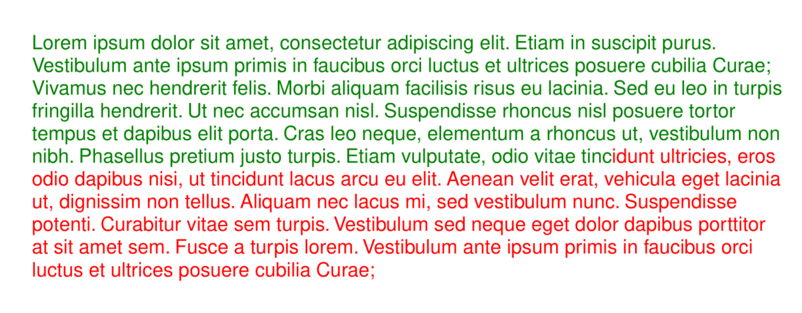 Lorem ipsum dolor sit amet, consectetur adipiscing elit. Etiam in suscipit purus.
Vestibulum ante ipsum primis in faucibus orci luctus et ultrices posuere cubilia Curae;
Vivamus nec hendrerit felis. Morbi aliquam facilisis risus eu lacinia. Sed eu leo in turpis
fringilla hendrerit. Ut nec accumsan nisl. Suspendisse rhoncus nisl posuere tortor
tempus et dapibus elit porta. Cras leo neque, elementum a rhoncus ut, vestibulum non
nibh. Phasellus pretium justo turpis. Etiam vulputate, odio vitae tincidunt ultricies, eros
odio dapibus nisi, ut tincidunt lacus arcu eu elit. Aenean velit erat, vehicula eget lacinia
ut, dignissim non tellus. Aliquam nec lacus mi, sed vestibulum nunc. Suspendisse
potenti. Curabitur vitae sem turpis. Vestibulum sed neque eget dolor dapibus porttitor
at sit amet sem. Fusce a turpis lorem. Vestibulum ante ipsum primis in faucibus orci
luctus et ultrices posuere cubilia Curae;